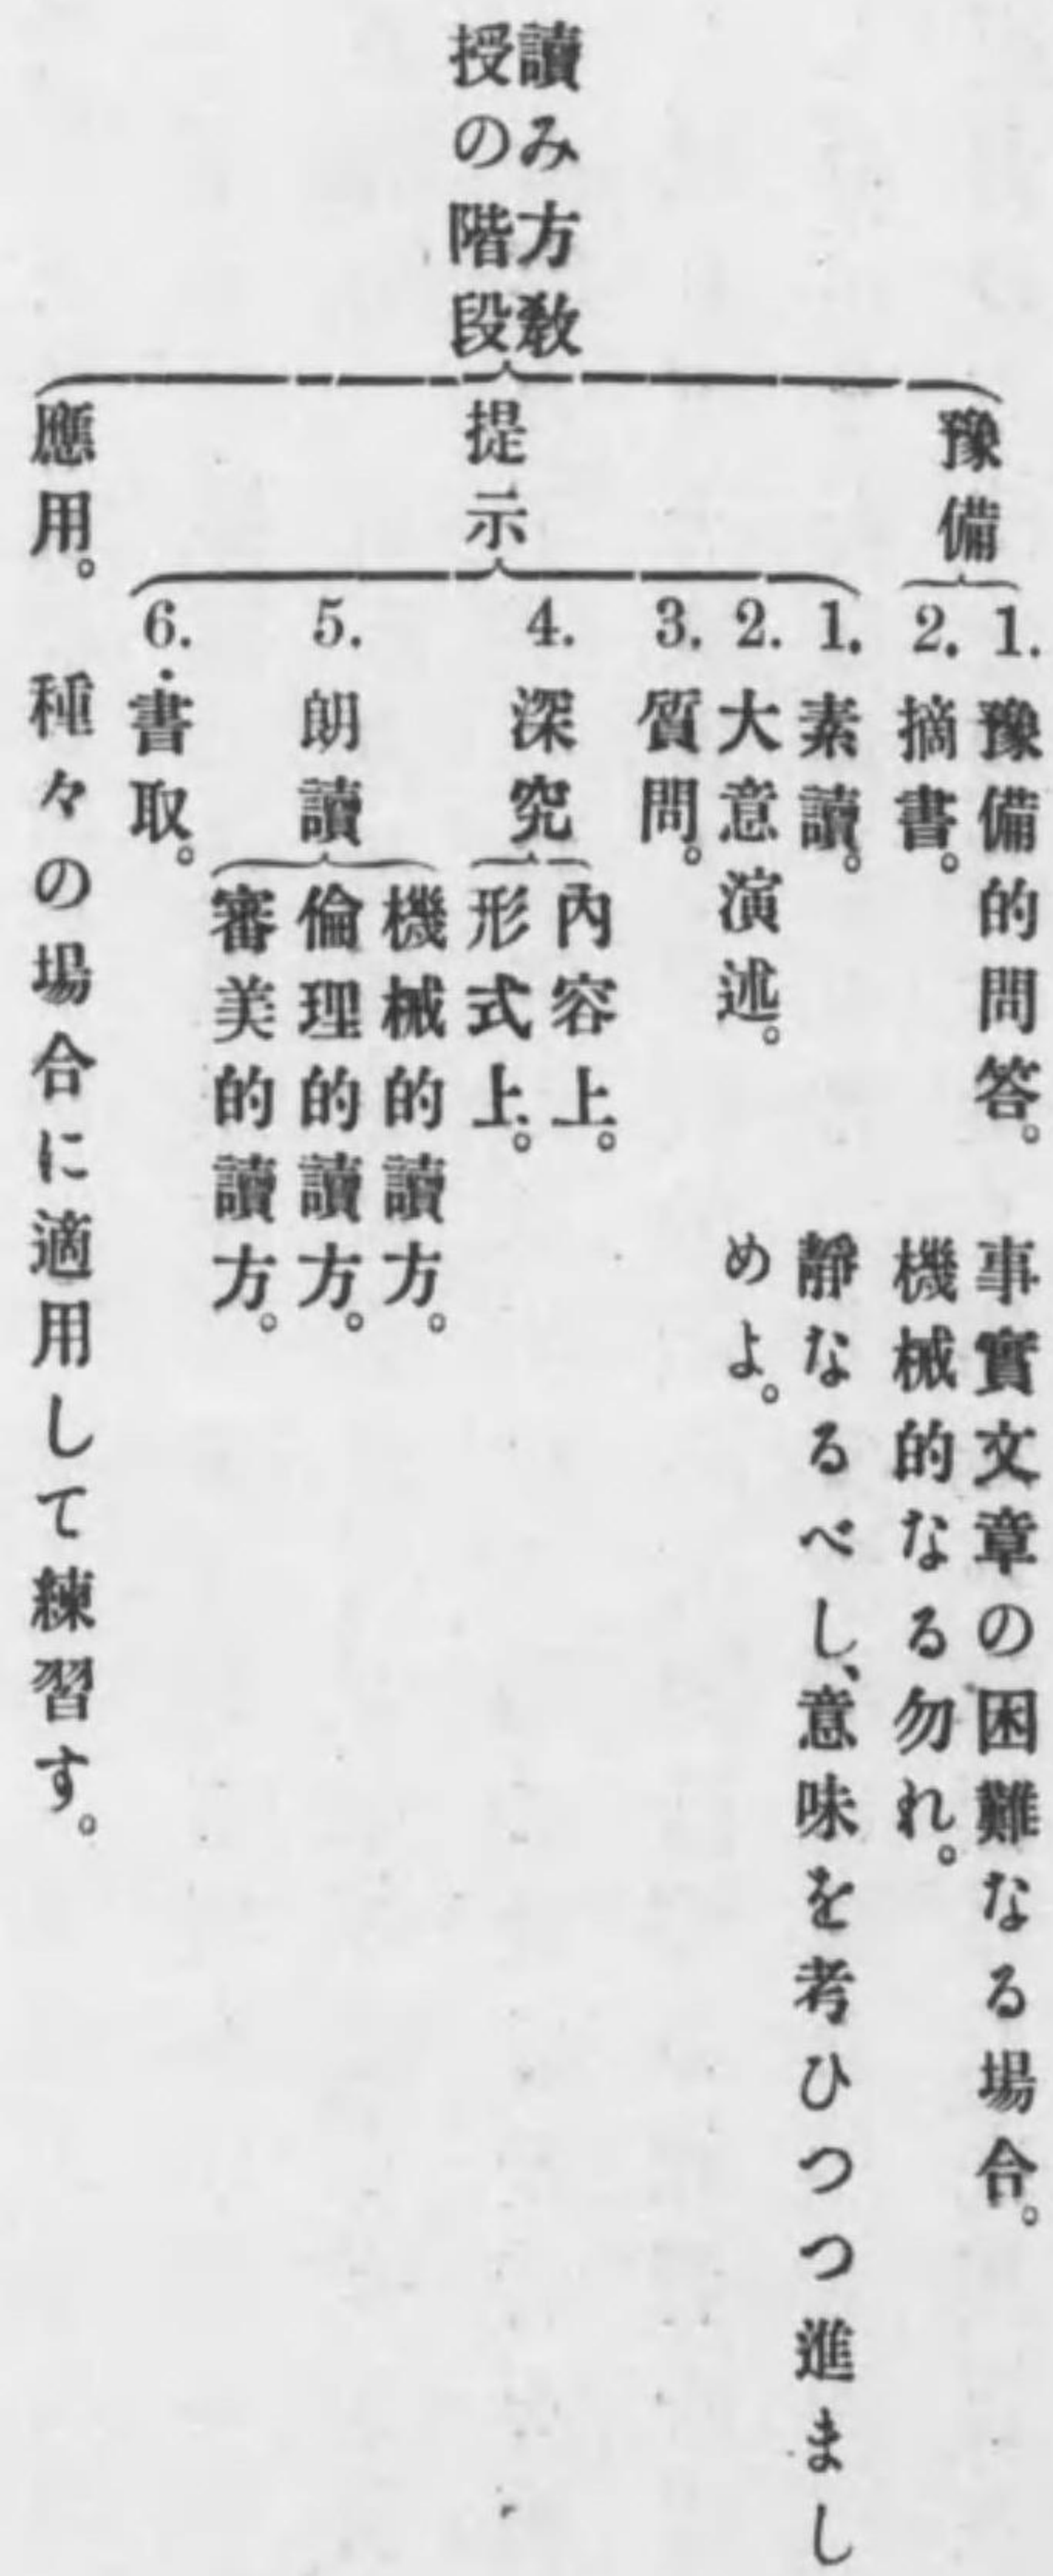 讀み方教
授の階段
豫備
1. 豫備的問答。 事實文章の困難なる場合。
2. 摘書。 機械的なる勿れ。
提示
1. 素讀。 靜なるべし、意味を考ひつつ進まし
めよ。
2. 大意演述。
3. 質問。
4. 深究
內容上。
形式上。
5. 朗讀
機械的讀方。
倫理的讀方。
審美的讀方。
6. 書取。
應用。 種々の場合に適用して練習す。